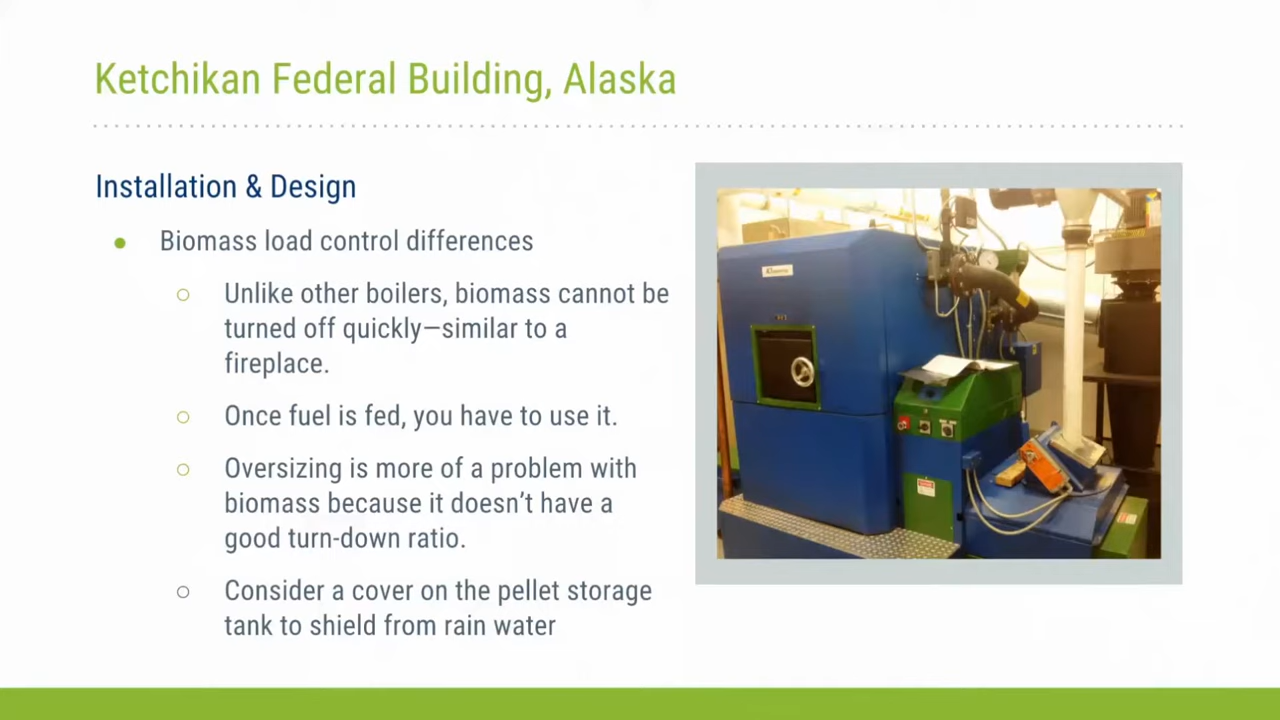 Ketchikan Federal Building, Alaska
Installation & Design
Biomass load control differences
Unlike other boilers, biomass cannot be
turned off quickly—similar to a
fireplace.
Once fuel is fed, you have to use it.
Oversizing is more of a problem with
biomass because it doesn’t have a
good turn-down ratio.
Consider a cover on the pellet storage
tank to shield from rain water